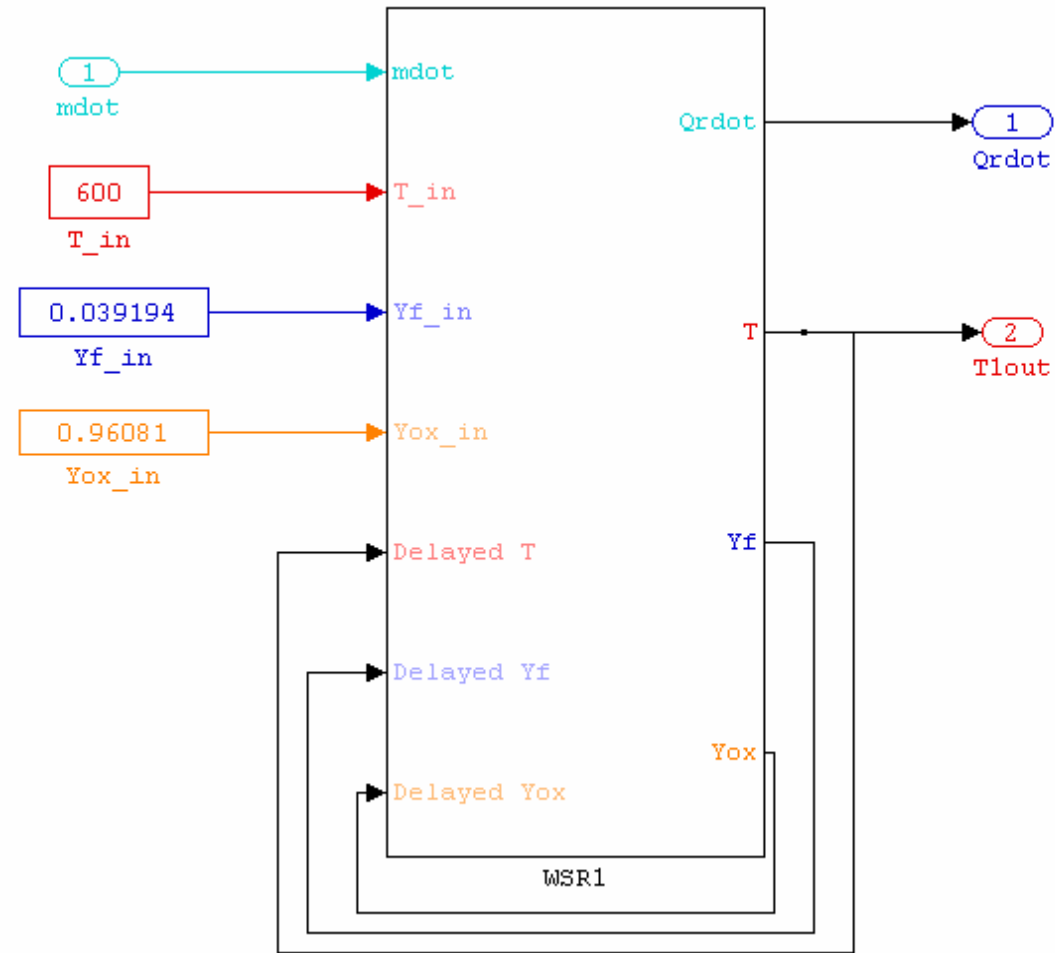 1
mdot
600
T_in
0.039194
Yf_in
0.96081
Yox_in
mdot
T_in
Yf_in
Yox_in
Delayed T
Delayed Yf
Delayed Yox
Qrdot
T
Yf
Yox
WSR1
1
Qrdot
2
T1out